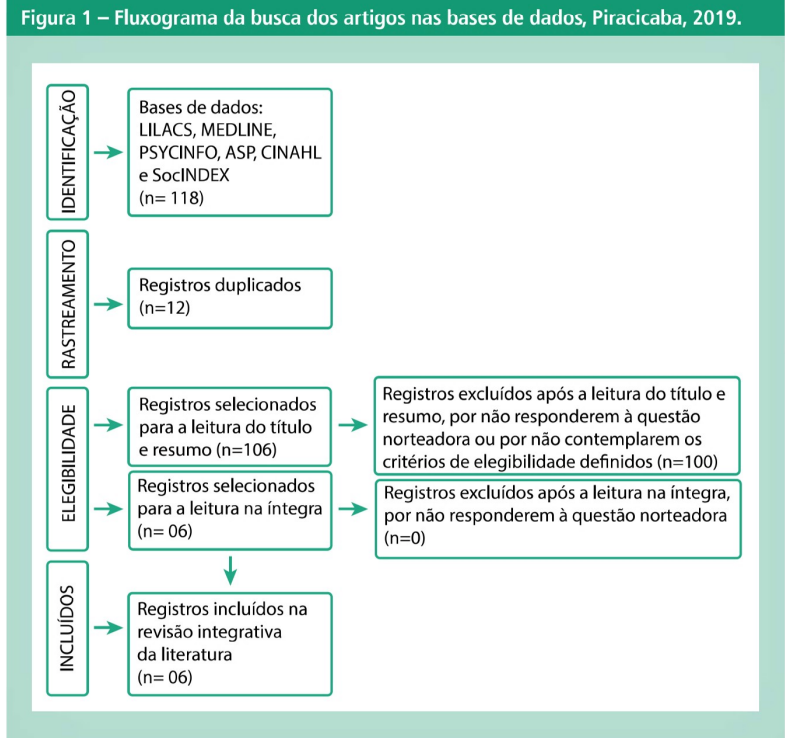 Figura 1 – Fluxograma da busca dos artigos nas bases de dados, Piracicaba, 2019.
IDENTIFICAÇÃO
Bases de dados:
LILACS, MEDLINE,
PSYCINFO, ASP, CINAHL
e SocINDEX
(n= 118)
RASTREAMENTO
Registros duplicados
(n=12)
ELEGIBILIDADE
Registros selecionados
para a leitura do título
e resumo (n=106)
Registros excluídos após a leitura do título e
resumo, por não responderem à questão
norteadora ou por não contemplarem os
critérios de elegibilidade definidos (n=100)
Registros selecionados
para a leitura na íntegra
(n= 06)
Registros excluídos após a leitura na íntegra,
por não responderem à questão norteadora
(n=0)
INCLUÍDOS
Registros incluídos na
revisão integrativa
da literatura
(n= 06)